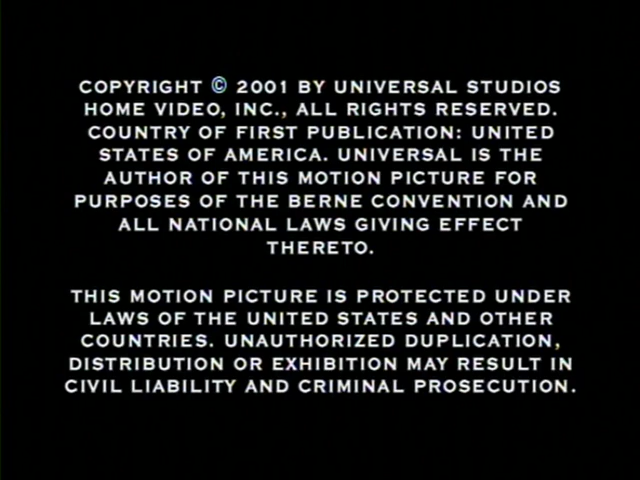 COPYRIGHT © 2001 BY UNIVERSAL STUDIOS
HOME VIDEO, INC., ALL RIGHTS RESERVED.
COUNTRY OF FIRST PUBLICATION: UNITED
STATES OF AMERICA. UNIVERSAL IS THE
AUTHOR OF THIS MOTION PICTURE FOR
PURPOSES OF THE BERNE CONVENTION AND
ALL NATIONAL LAWS GIVING EFFECT
THERETO.
THIS MOTION PICTURE IS PROTECTED UNDER
LAWS OF THE UNITED STATES AND OTHER
COUNTRIES. UNAUTHORIZED DUPLICATION,
DISTRIBUTION OR EXHIBITION MAY RESULT IN
CIVIL LIABILITY AND CRIMINAL PROSECUTION.